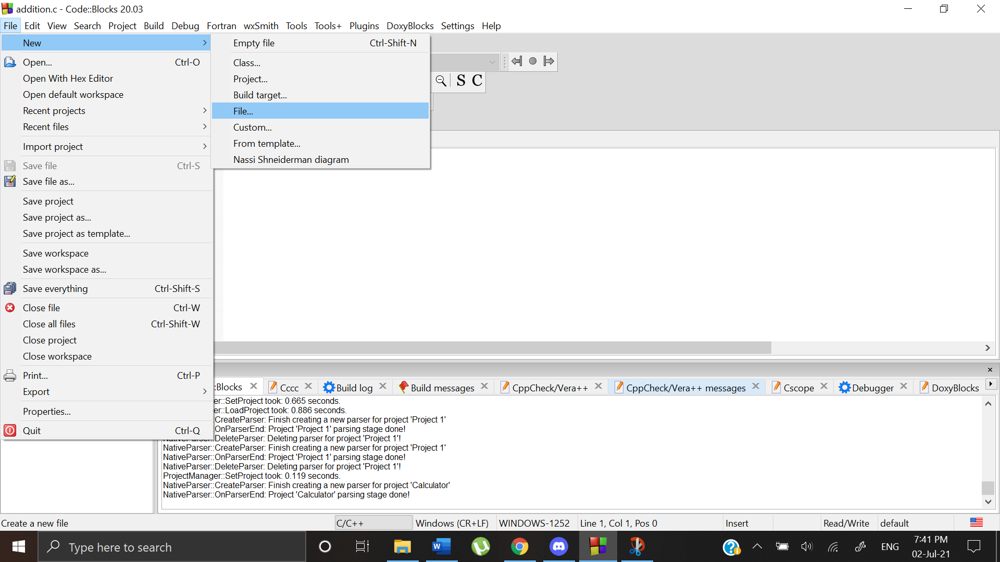 addition.c - Code::Blocks 20.03
File Edit View Search Project Build Debug Fortran wxSmith Tools Tools+ Plugins DoxyBlocks Settings Help
New
Open... Ctrl-O
Open With Hex Editor
Open default workspace
Recent projects
Recent files
Import project
Save file Ctrl-S
Save file as...
Save project
Save project as...
Save project as template...
Save workspace
Save workspace as...
Save everything Ctrl-Shift-S
Close file Ctrl-W
Close all files Ctrl-Shift-W
Close project
Close workspace
Print... Ctrl-P
Export
Properties...
Quit Ctrl-Q
Empty file Ctrl-Shift-N
Class...
Project...
Build target...
File...
Custom...
From template...
Nassi Shneiderman diagram
S C
:Blocks Cccc Build log Build messages CppCheck/Vera++ CppCheck/Vera++ messages Cscope Debugger DoxyBlocks
er::SetProject took: 0.665 seconds.
er::LoadProject took: 0.886 seconds.
CreateParser: Finish creating a new parser for project 'Project 1'
OnParserEnd: Project 'Project 1' parsing stage done!
DeleteParser: Deleting parser for project 'Project 1'!
NativeParser::CreateParser: Finish creating a new parser for project 'Project 1'
NativeParser::OnParserEnd: Project 'Project 1' parsing stage done!
NativeParser::DeleteParser: Deleting parser for project 'Project 1'!
ProjectManager::SetProject took: 0.119 seconds.
NativeParser::CreateParser: Finish creating a new parser for project 'Calculator'
NativeParser::OnParserEnd: Project 'Calculator' parsing stage done!
Create a new file C/C++ Windows (CR+LF) WINDOWS-1252 Line 1, Col 1, Pos 0 Insert Read/Write default
Type here to search
ENG
7:41 PM
02-Jul-21